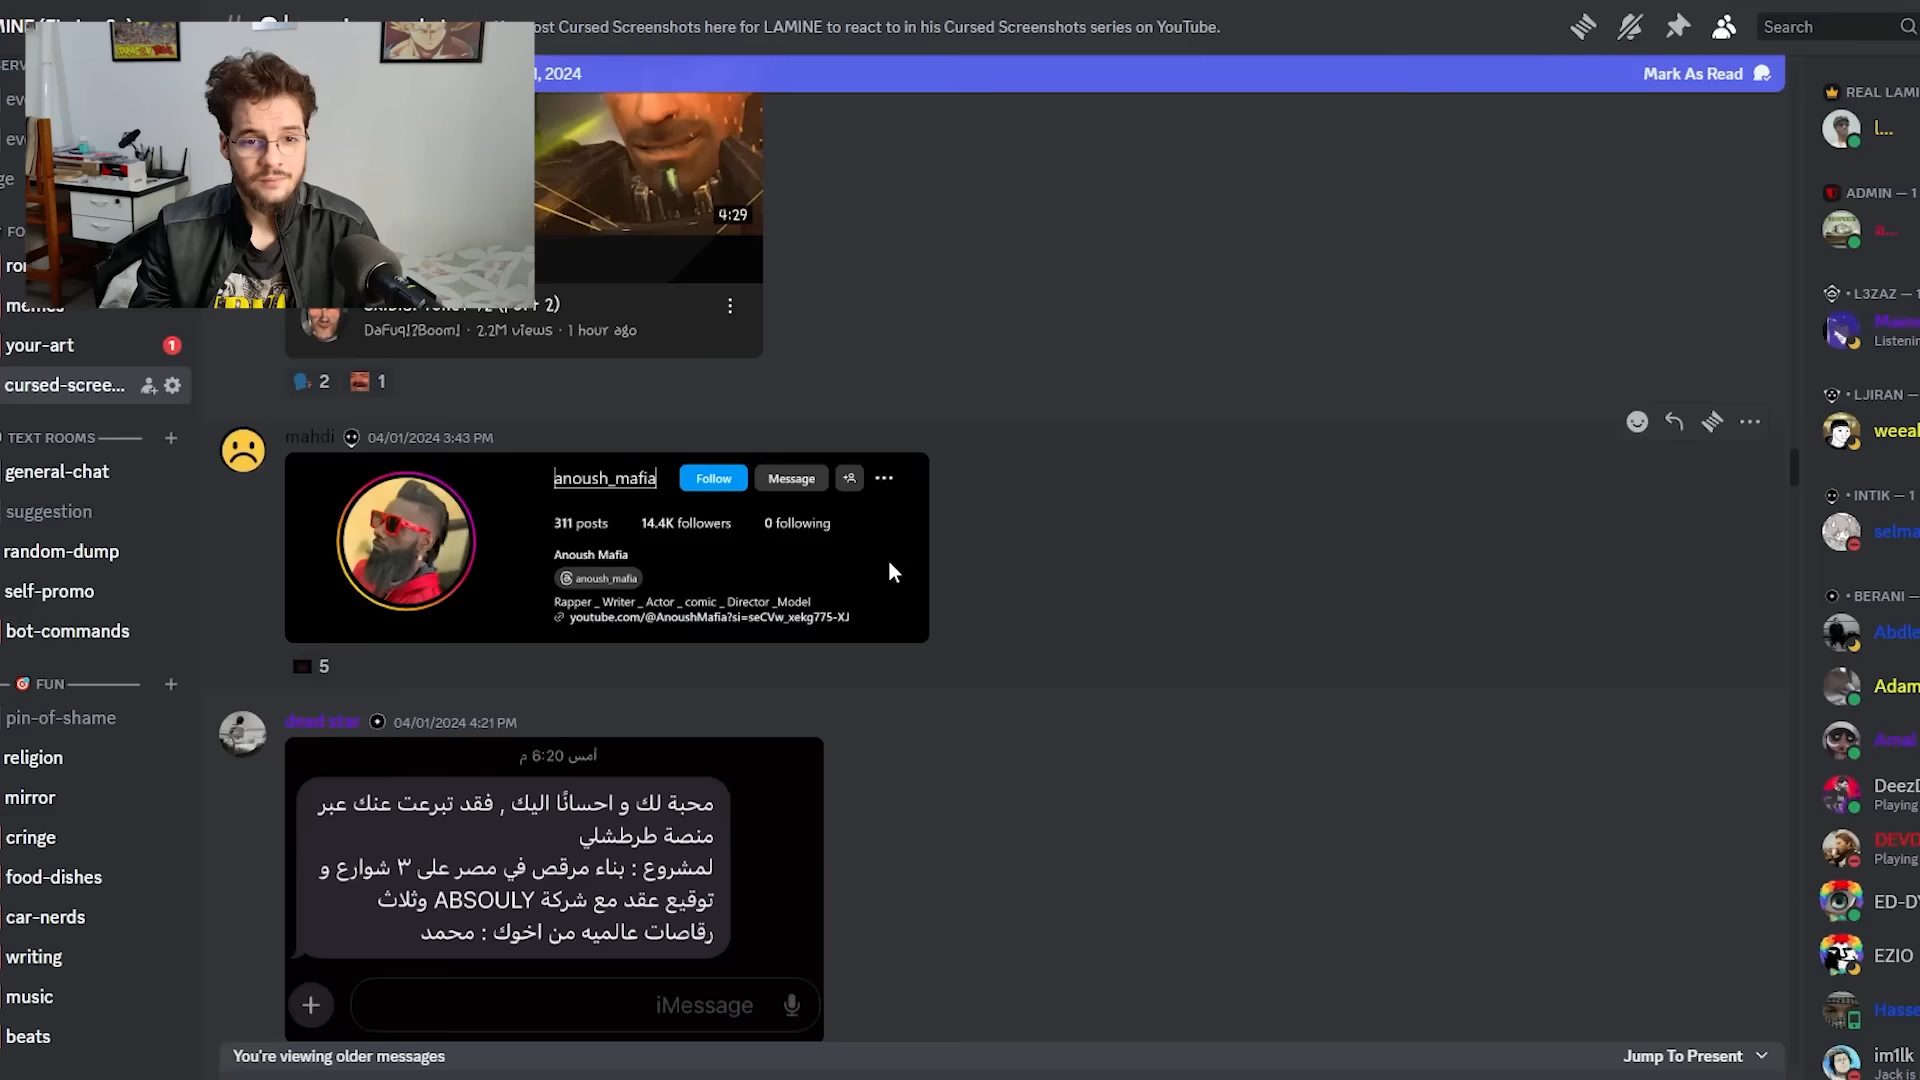 ost Cursed Screenshots here for LAMINE to react to in his Cursed Screenshots series on YouTube.
Search
2024
Mark As Read
4:29
DaFuq!?Boom! · 2.2M views · 1 hour ago
2
1
your-art
1
cursed-scree...
TEXT ROOMS
general-chat
suggestion
random-dump
self-promo
bot-commands
FUN
pin-of-shame
religion
mirror
cringe
food-dishes
car-nerds
writing
music
beats
mahdi
04/01/2024 3:43 PM
anoush_mafia
Follow
Message
311 posts
14.4K followers
0 following
Anoush Mafia
anoush_mafia
Rapper _ Writer _ Actor _ comic _ Director _Model
youtube.com/@AnoushMafia?si=seCVw_xekg775-XJ
5
dead star
04/01/2024 4:21 PM
أمس 6:20 م
محبة لك و احسانًا اليك , فقد تبرعت عنك عبر
منصة طرطشلي
لمشروع : بناء مرقص في مصر على ٣ شوارع و
توقيع عقد مع شركة ABSOULY وثلاث
رقاصات عالميه من اخوك : محمد
iMessage
You're viewing older messages
Jump To Present
REAL LAMI
L...
ADMIN — 1
a...
L3ZAZ — 1
Listenin
LJIRAN —
weeal
INTIK — 1
selma
BERANI —
Abdle
Adam
Amal
DeezD
Playing
DEVD
Playing
ED-DY
EZIO
Hasse
im1lk
Jack is